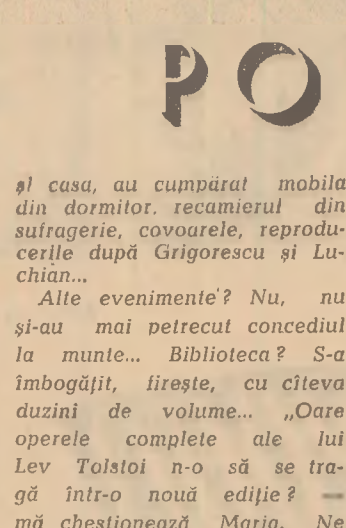 PO
și casa, au cumpărat mobila
din dormitor. recamierul din
sufragerie, covoarele, reprodu-
cerile după Grigorescu și Lu-
chian...
Alte evenimente? Nu, nu
și-au mai petrecut concediul
la munte... Biblioteca? S-a
îmbogățit, firește, cu cîteva
duzini de volume... „Oare
operele complete ale lui
Lev Tolstoi n-o să se tra-
gă într-o nouă ediție? —
mă chestionează Maria. Ne